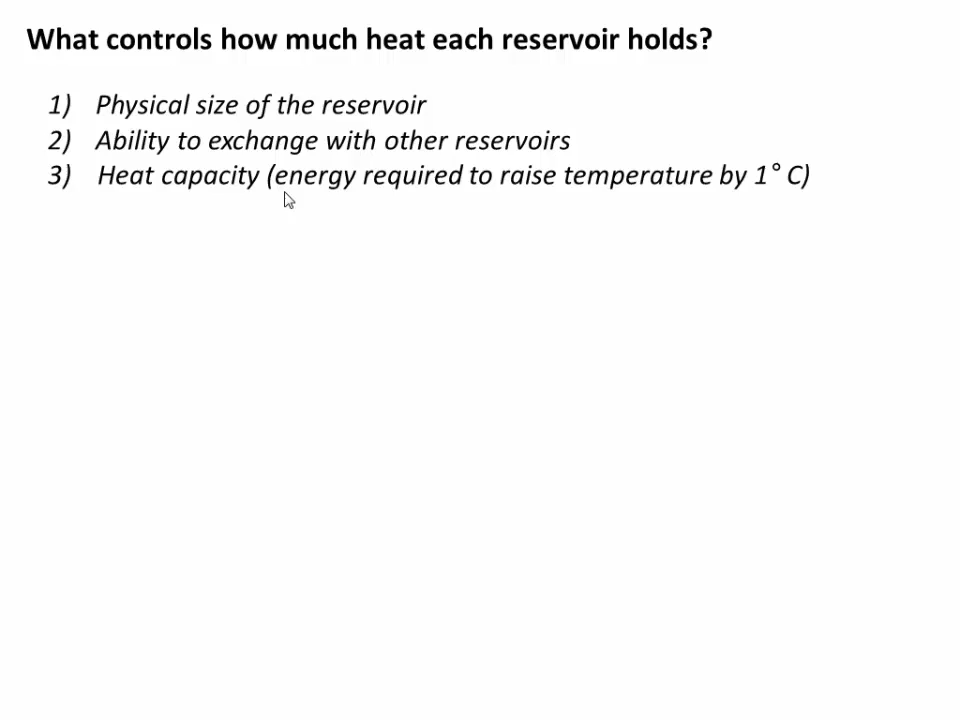 What controls how much heat each reservoir holds?
1) Physical size of the reservoir
2) Ability to exchange with other reservoirs
3) Heat capacity (energy required to raise temperature by 1° C)